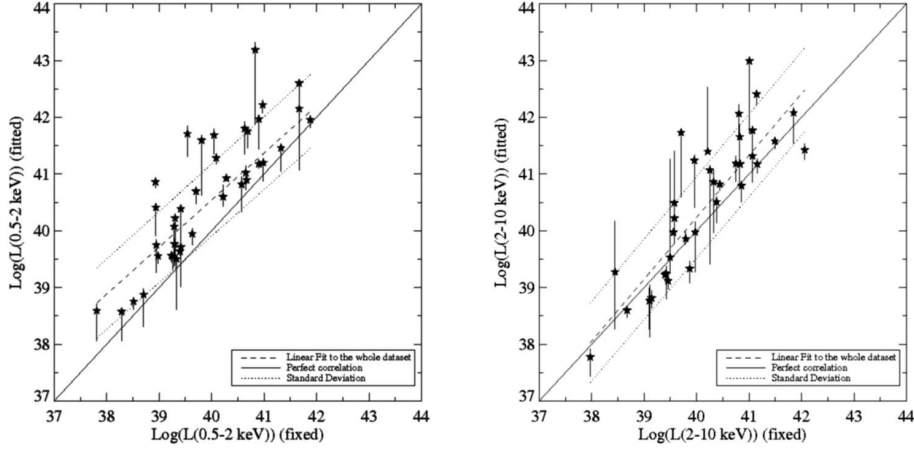 44
43
42
41
40
39
38
37
37 38 39 40 41 42 43 44
Log(L(0.5-2 keV)) (fitted)
Log(L(0.5-2 keV)) (fixed)
Linear Fit to the whole dataset
Perfect correlation
Standard Deviation
44
43
42
41
40
39
38
37
37 38 39 40 41 42 43 44
Log(L(2-10 keV)) (fitted)
Log(L(2-10 keV)) (fixed)
Linear Fit to the whole dataset
Perfect correlation
Standard Deviation